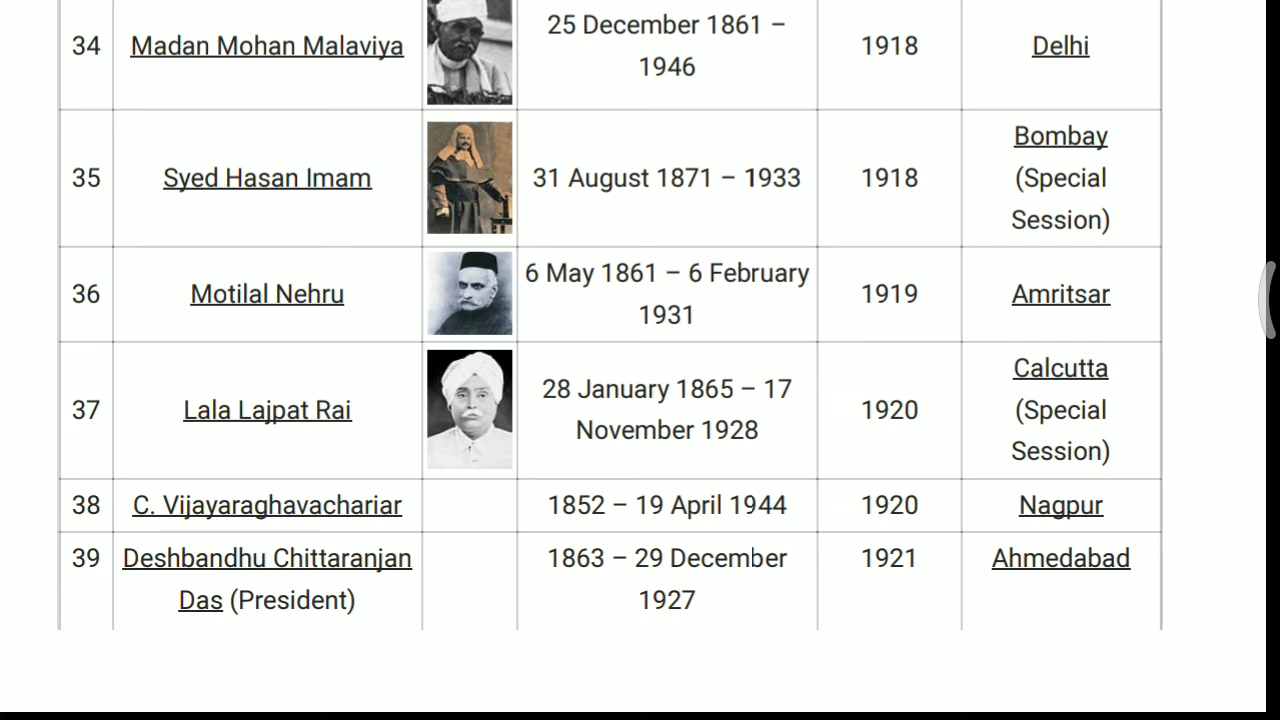 34 Madan Mohan Malaviya 25 December 1861 – 1918 Delhi
1946
Bombay
35 Syed Hasan Imam 31 August 1871 – 1933 1918 (Special
Session)
36 Motilal Nehru 6 May 1861 – 6 February 1919 Amritsar
1931
Calcutta
37 Lala Lajpat Rai 28 January 1865 – 17 1920 (Special
November 1928 Session)
38 C. Vijayaraghavachariar 1852 – 19 April 1944 1920 Nagpur
39 Deshbandhu Chittaranjan 1863 – 29 December 1921 Ahmedabad
Das (President) 1927